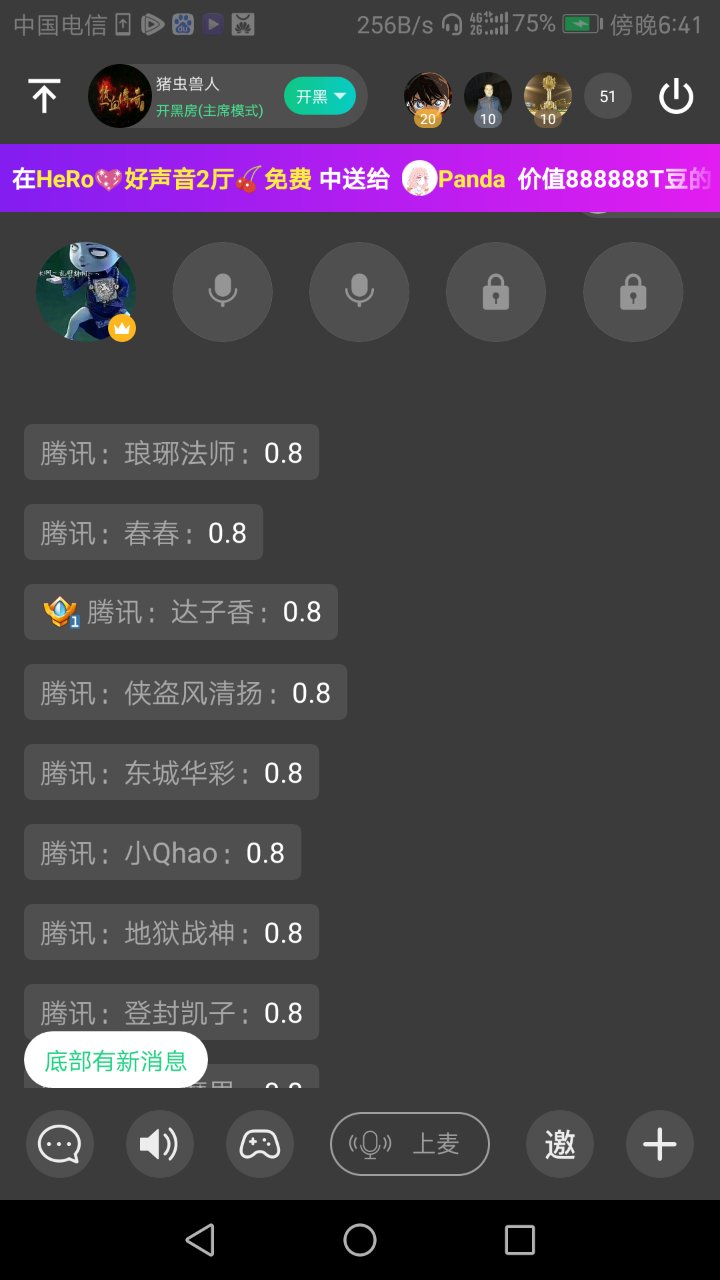 中国电信 256B/s 4G 2G 75% 傍晚6:41
猪虫兽人
开黑房(主席模式)
开黑
20
10
10
51
在HeRo💖好声音2厅🍒免费 中送给 Panda 价值888888T豆的
腾讯：琅琊法师：0.8
腾讯：春春：0.8
1 腾讯：达子香：0.8
腾讯：侠盗风清扬：0.8
腾讯：东城华彩：0.8
腾讯：小Qhao：0.8
腾讯：地狱战神：0.8
腾讯：登封凯子：0.8
底部有新消息
上麦
邀